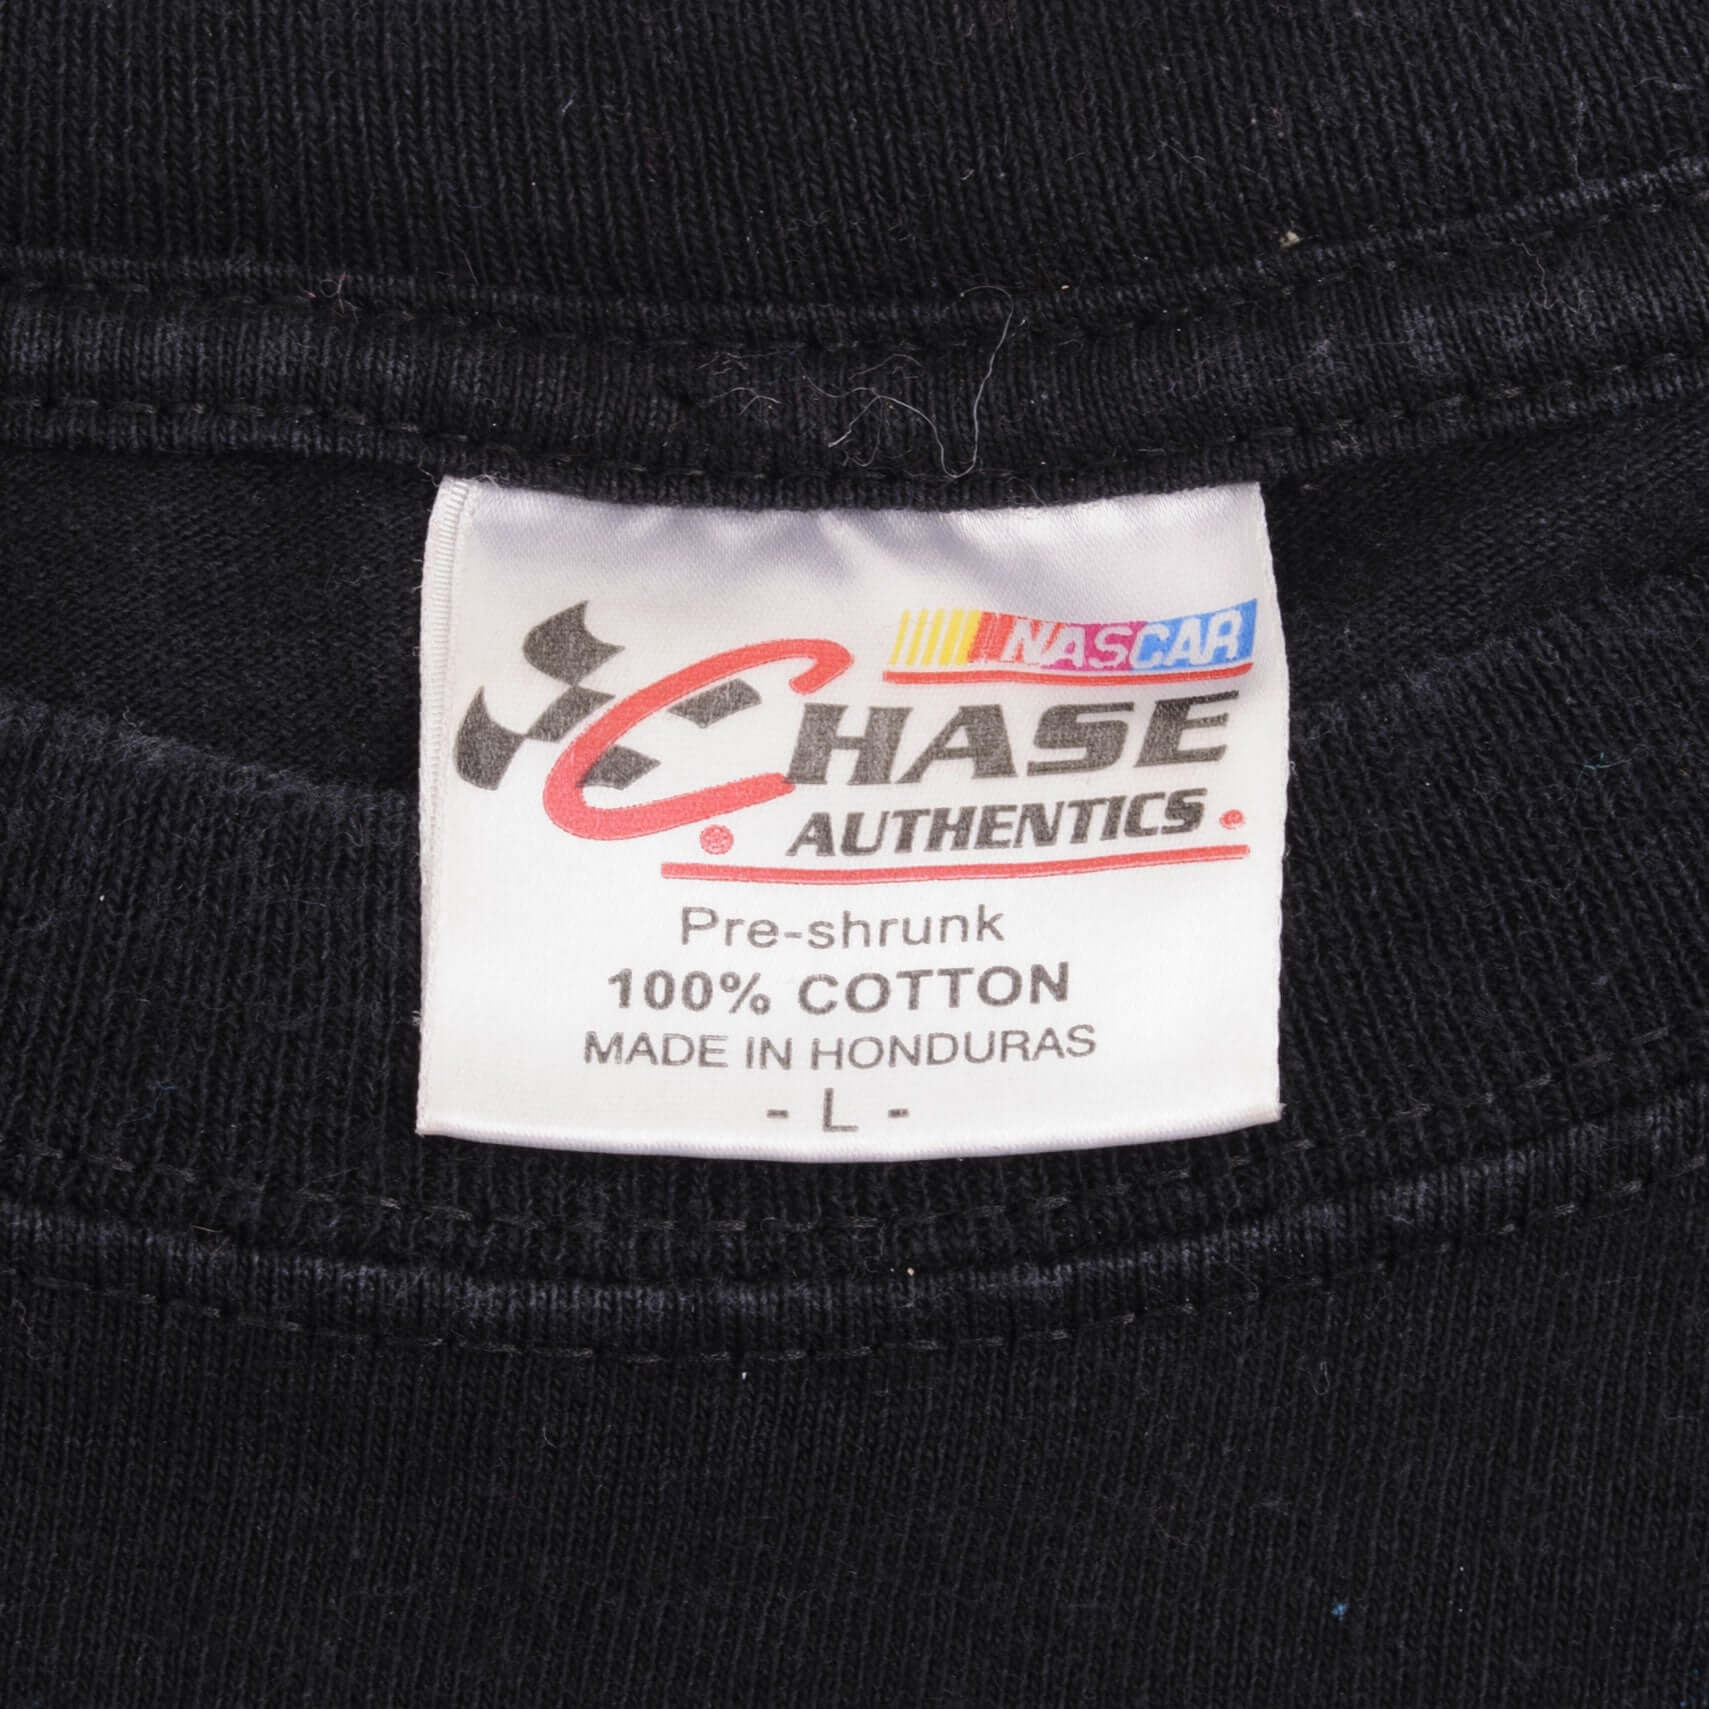 NASCAR
CHASE
AUTHENTICS
Pre-shrunk
100% COTTON
MADE IN HONDURAS
- L -